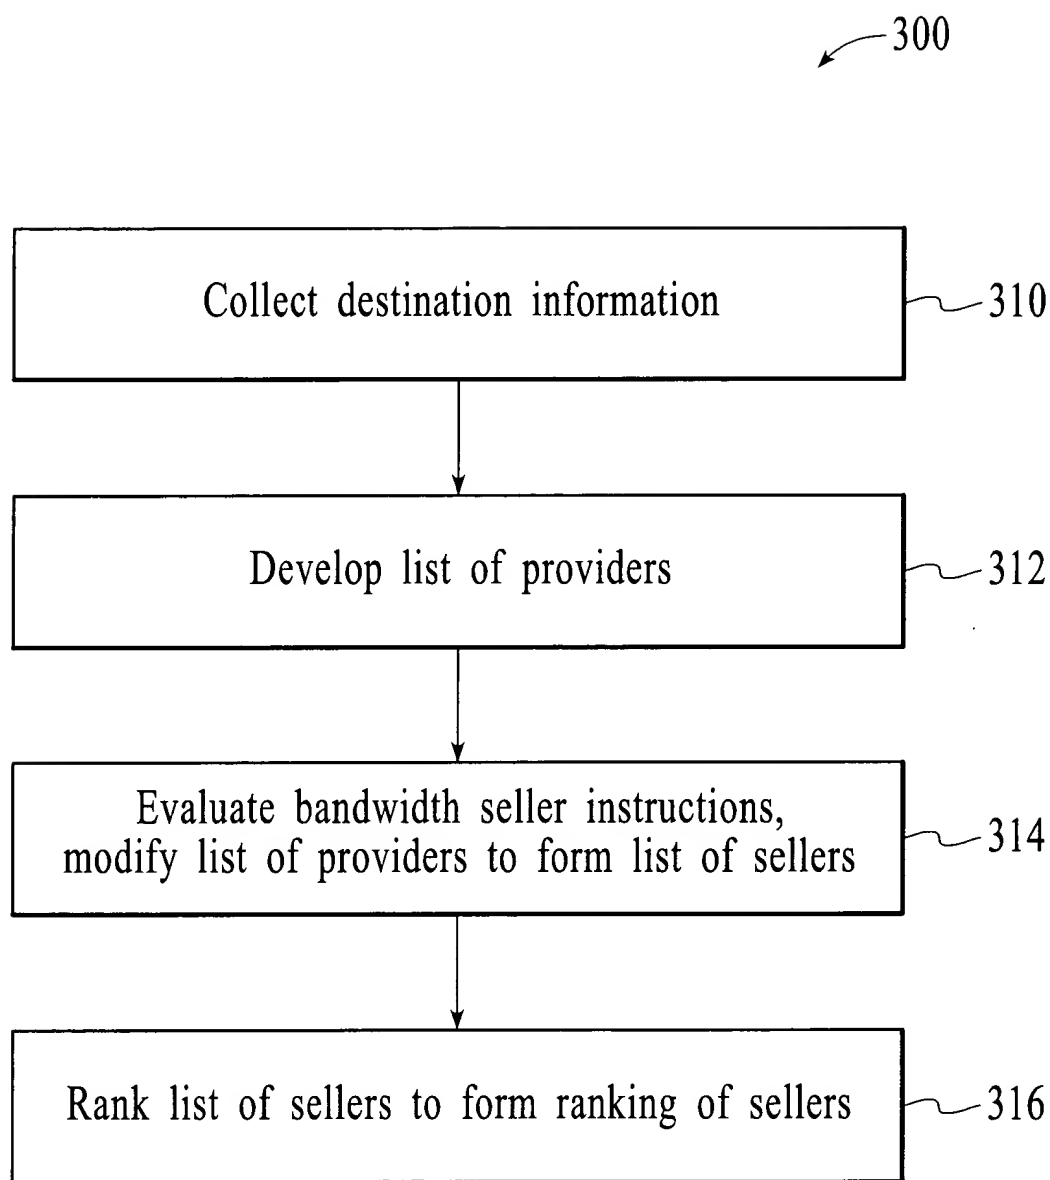 300
Collect destination information
310
Develop list of providers
312
Evaluate bandwidth seller instructions,
modify list of providers to form list of sellers
314
Rank list of sellers to form ranking of sellers
316